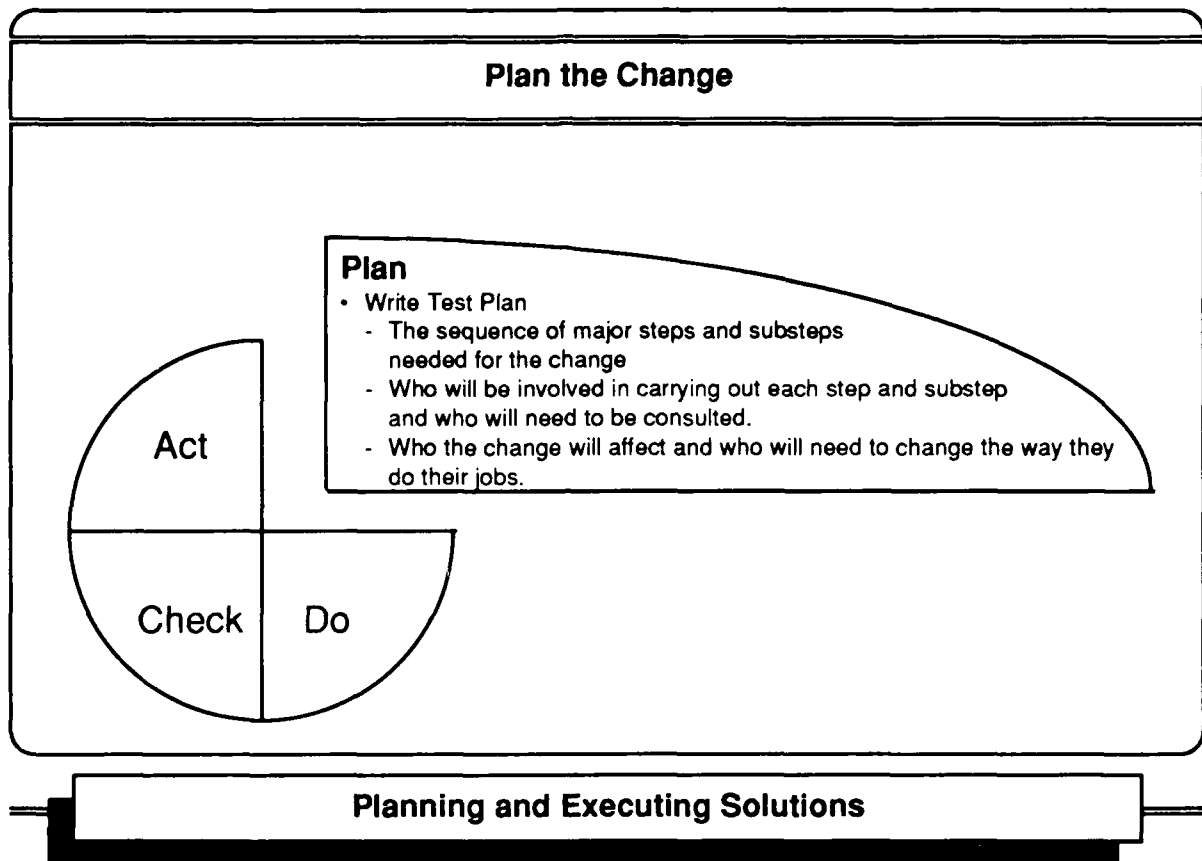 Plan the Change
Plan
• Write Test Plan
- The sequence of major steps and substeps
needed for the change
- Who will be involved in carrying out each step and substep
and who will need to be consulted.
- Who the change will affect and who will need to change the way they
do their jobs.
Act
Check
Do
Planning and Executing Solutions